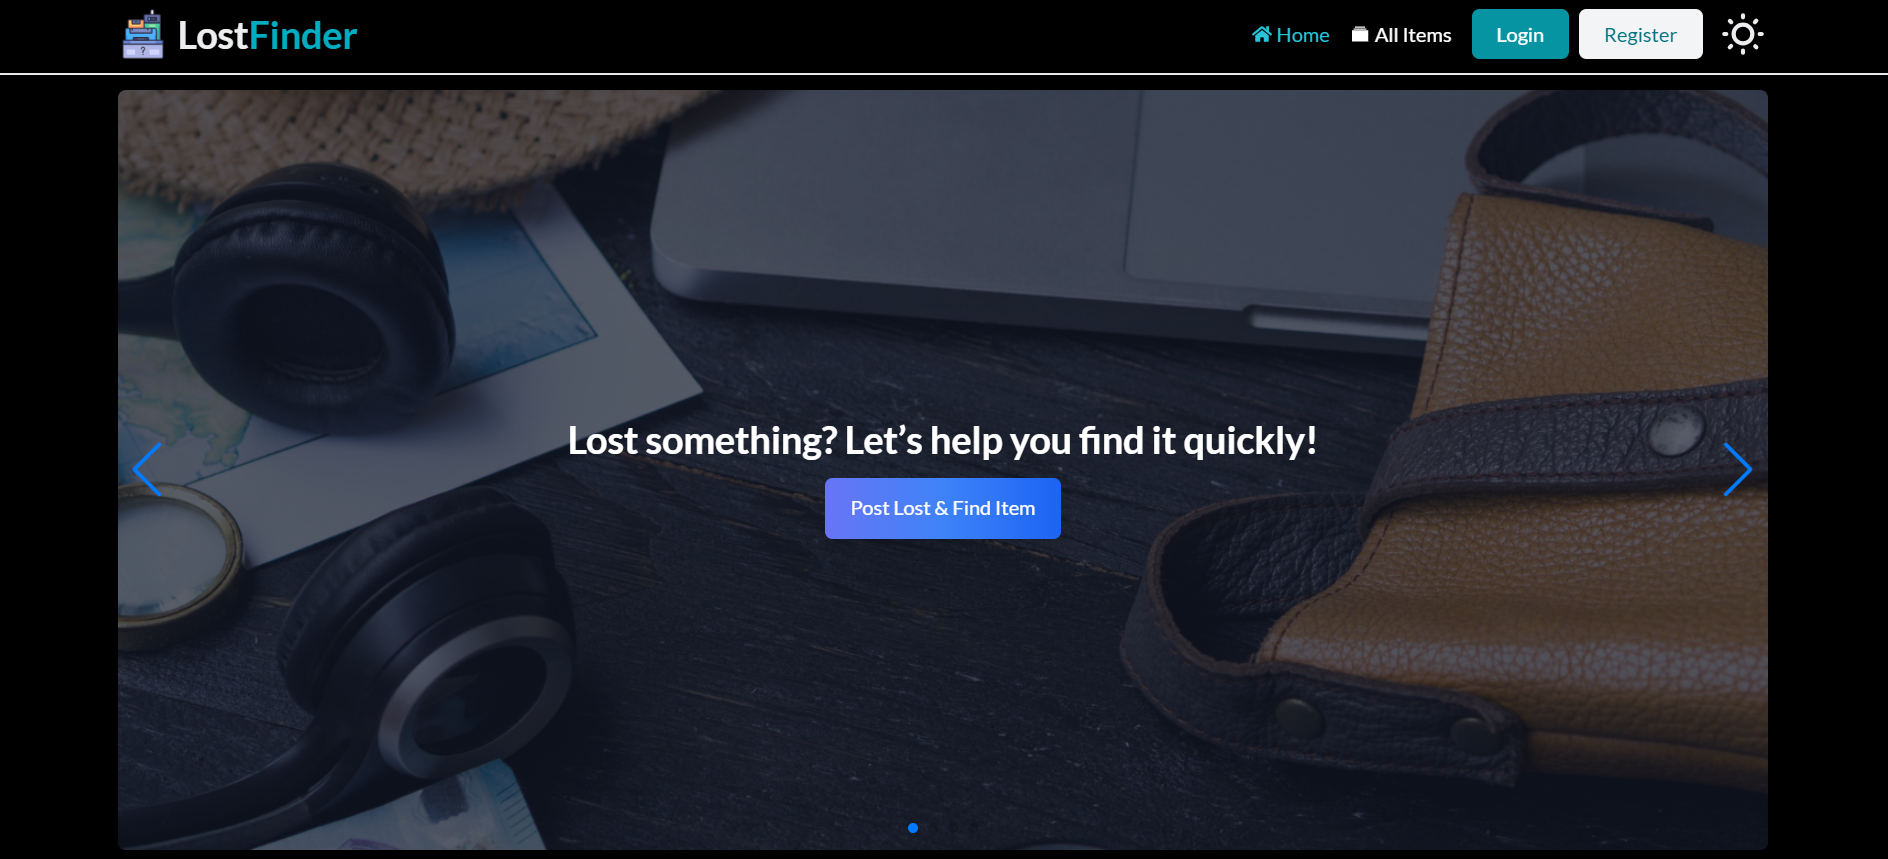 LostFinder
Home
All Items
Login
Register
Lost something? Let’s help you find it quickly!
Post Lost & Find Item